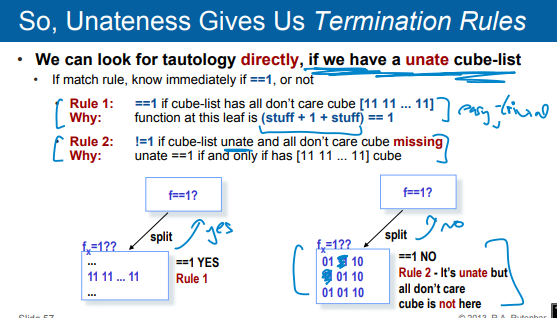 So, Unateness Gives Us Termination Rules
• We can look for tautology directly, if we have a unate cube-list
• If match rule, know immediately if ==1, or not
Rule 1: ==1 if cube-list has all don't care cube [11 11 ... 11]
Why: function at this leaf is (stuff + 1 + stuff) == 1
easy, trivial
Rule 2: !=1 if cube-list unate and all don't care cube missing
Why: unate ==1 if and only if has [11 11 ... 11] cube
f==1?
split
yes
fx=1??
...
11 11 ... 11
...
==1 YES
Rule 1
f==1?
split
no
fx=1??
01 10
01 10
01 01 10
==1 NO
Rule 2 - It's unate but
all don't care
cube is not here
Slide 57
© 2013, R.A. Rutenbar